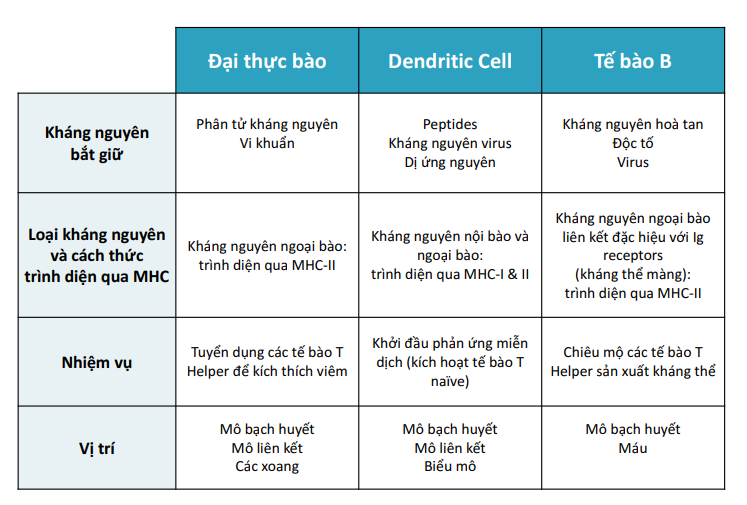 Đại thực bào
Dendritic Cell
Tế bào B
Kháng nguyên
bắt giữ
Phân tử kháng nguyên
Vi khuẩn
Peptides
Kháng nguyên virus
Dị ứng nguyên
Kháng nguyên hoà tan
Độc tố
Virus
Loại kháng nguyên
và cách thức
trình diện qua MHC
Kháng nguyên ngoại bào:
trình diện qua MHC-II
Kháng nguyên nội bào và
ngoại bào:
trình diện qua MHC-I & II
Kháng nguyên ngoại bào
liên kết đặc hiệu với Ig
receptors
(kháng thể màng):
trình diện qua MHC-II
Nhiệm vụ
Tuyển dụng các tế bào T
Helper để kích thích viêm
Khởi đầu phản ứng miễn
dịch (kích hoạt tế bào T
naïve)
Chiêu mộ các tế bào T
Helper sản xuất kháng thể
Vị trí
Mô bạch huyết
Mô liên kết
Các xoang
Mô bạch huyết
Mô liên kết
Biểu mô
Mô bạch huyết
Máu